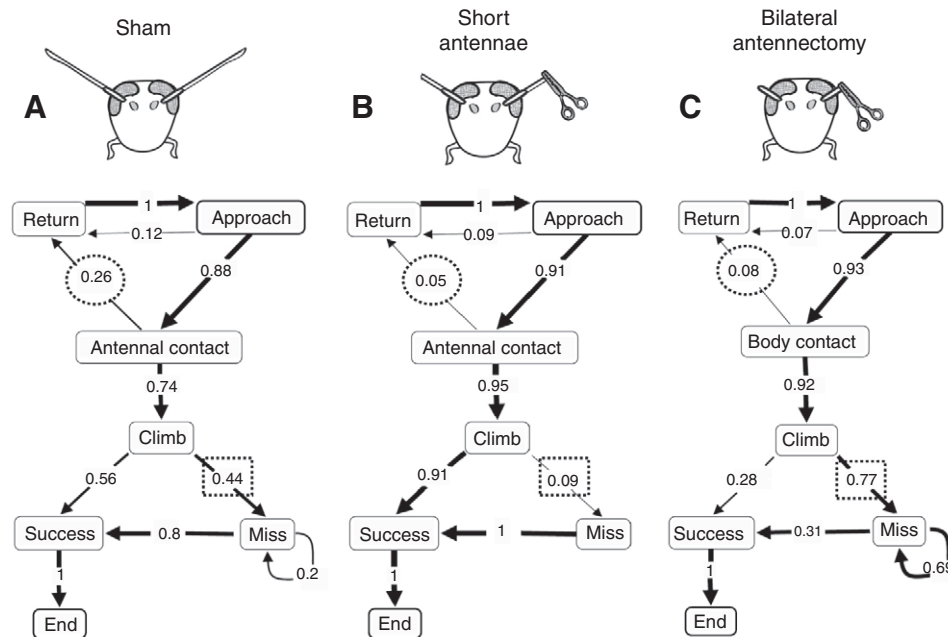 Sham
Short
antennae
Bilateral
antennectomy
A
B
C
Return
1
Approach
0.12
0.26
0.88
Antennal contact
0.74
Climb
0.56
0.44
Success
0.8
Miss
0.2
1
End
Return
1
Approach
0.09
0.05
0.91
Antennal contact
0.95
Climb
0.91
0.09
Success
1
Miss
1
End
Return
1
Approach
0.07
0.08
0.93
Body contact
0.92
Climb
0.28
0.77
Success
0.31
Miss
0.69
1
End